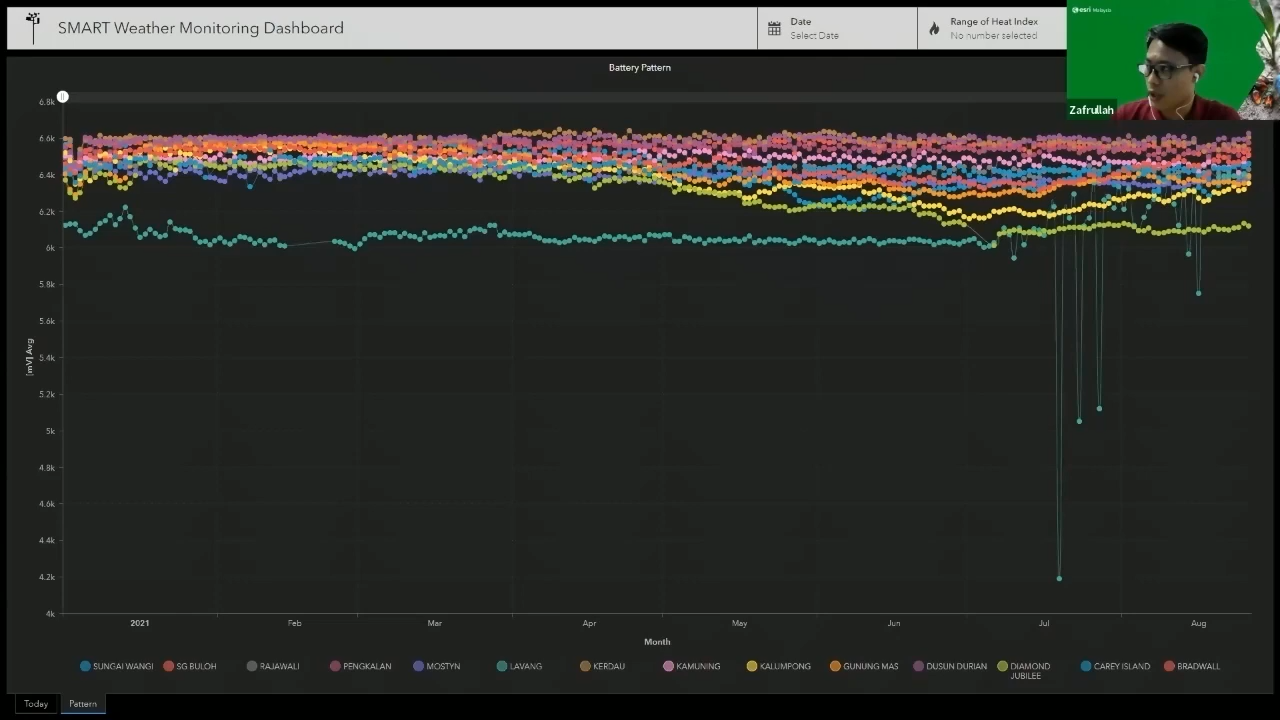 SMART Weather Monitoring Dashboard
Date
Select Date
Range of Heat Index
No number selected
esri Malaysia
Zafrullah
Battery Pattern
6.8k
6.6k
6.4k
6.2k
6k
5.8k
5.6k
5.4k
5.2k
5k
4.8k
4.6k
4.4k
4.2k
4k
[mV] Avg
2021 Feb Mar Apr May Jun Jul Aug
Month
SUNGAI WANGI SG BULOH RAJAWALI PENGKALAN MOSTYN LAVANG KERDAU KAMUNING KALUMPONG GUNUNG MAS DUSUN DURIAN DIAMOND JUBILEE CAREY ISLAND BRADWALL
Today Pattern